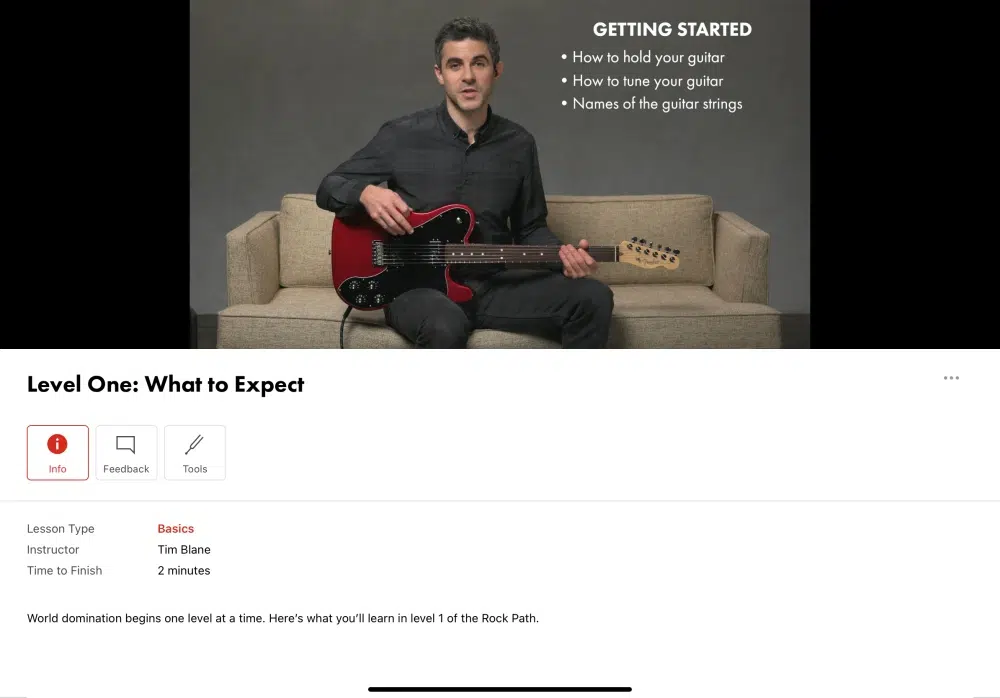 GETTING STARTED
• How to hold your guitar
• How to tune your guitar
• Names of the guitar strings
Level One: What to Expect
Info
Feedback
Tools
Lesson Type
Basics
Instructor
Tim Blane
Time to Finish
2 minutes
World domination begins one level at a time. Here's what you'll learn in level 1 of the Rock Path.